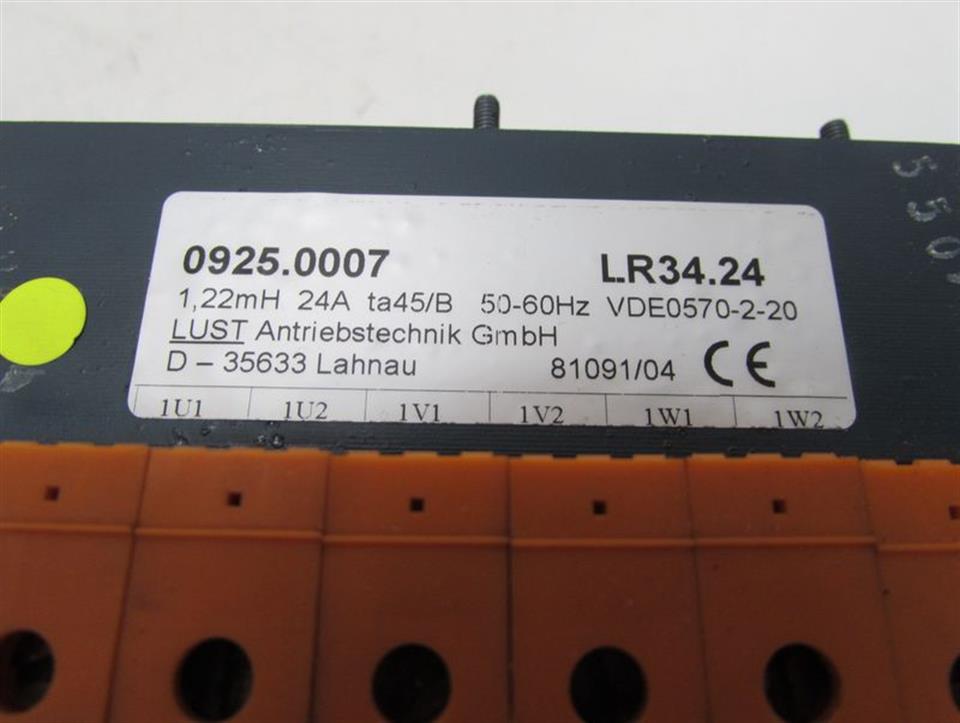 0925.0007 LR34.24
1,22mH 24A ta45/B 50-60Hz VDE0570-2-20
LUST Antriebstechnik GmbH
D – 35633 Lahnau 81091/04 CE
1U1 1U2 1V1 1V2 1W1 1W2